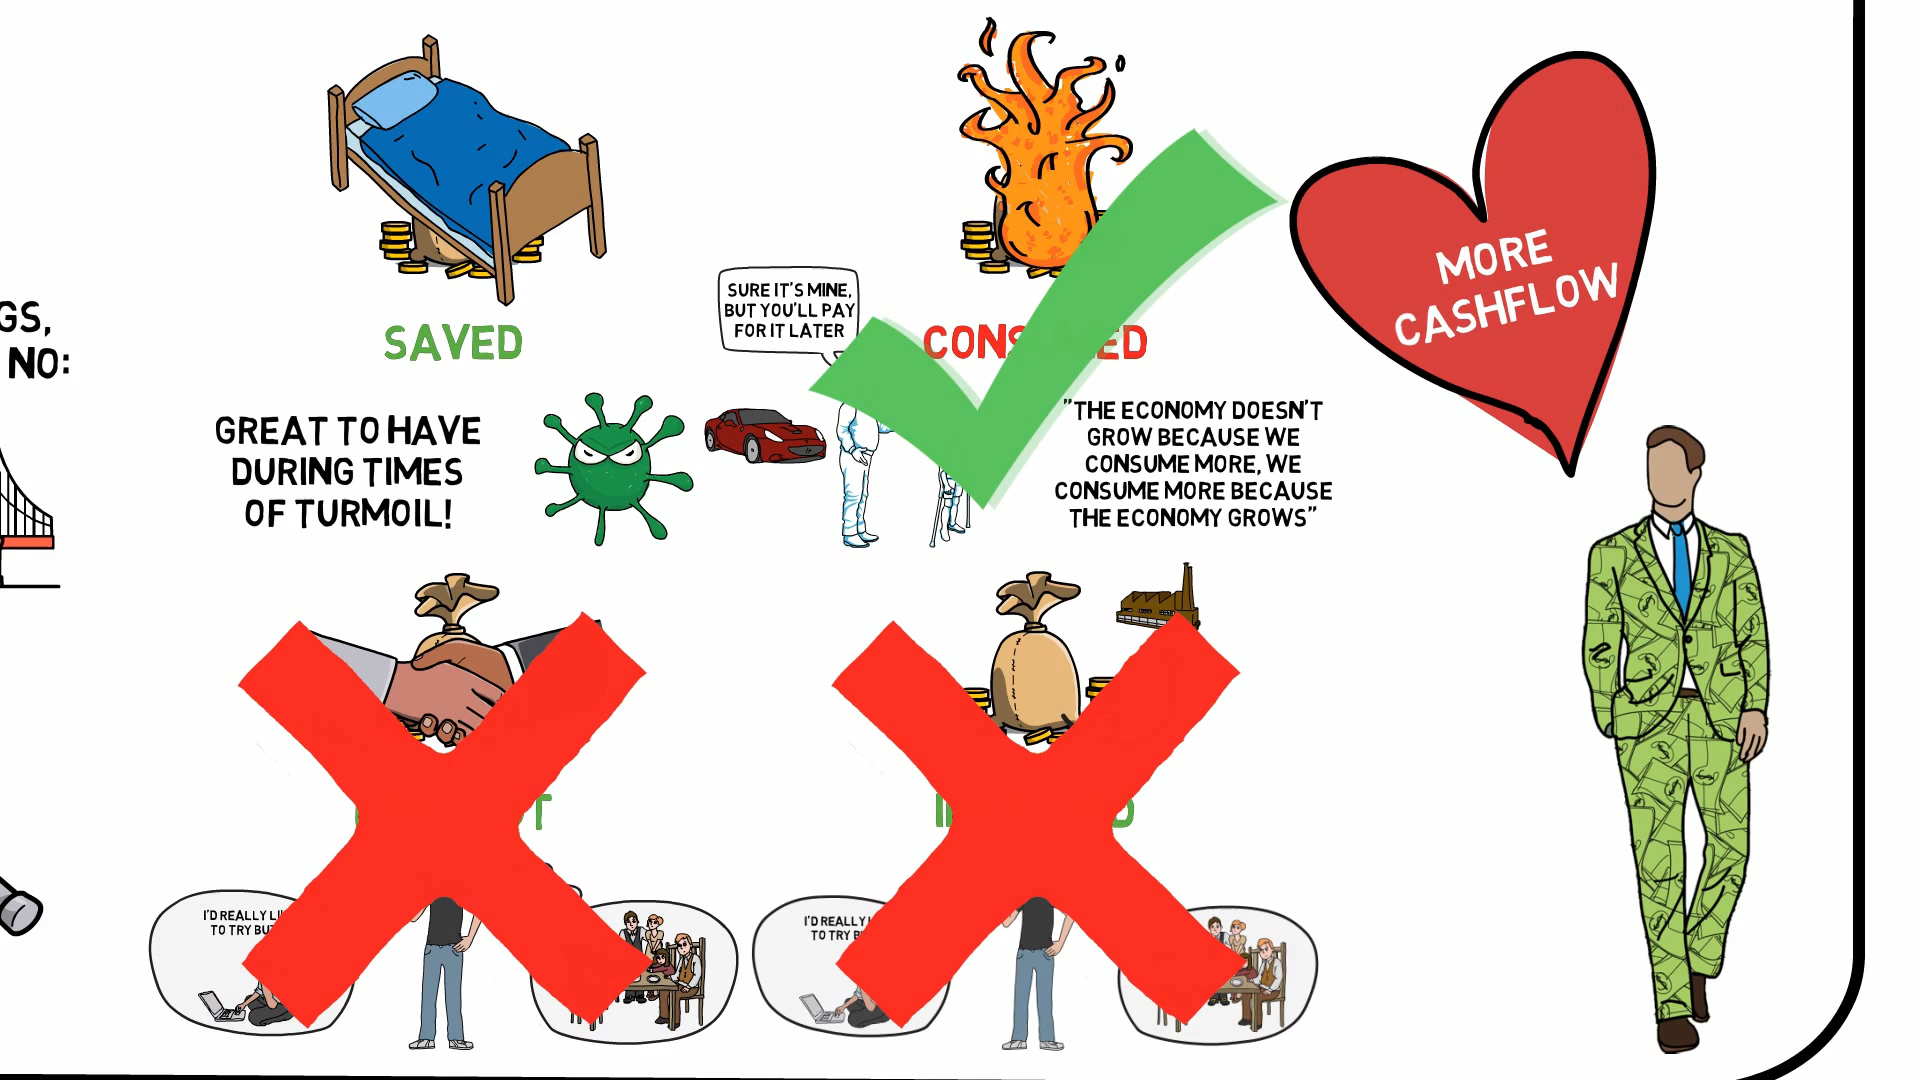 GS,
NO:
SAVED
SURE IT'S MINE,
BUT YOU'LL PAY
FOR IT LATER
MORE
CASHFLOW
GREAT TO HAVE
DURING TIMES
OF TURMOIL!
"THE ECONOMY DOESN'T
GROW BECAUSE WE
CONSUME MORE, WE
CONSUME MORE BECAUSE
THE ECONOMY GROWS"
I'D REALLY
TO TRY
I'D REALLY
TO TRY